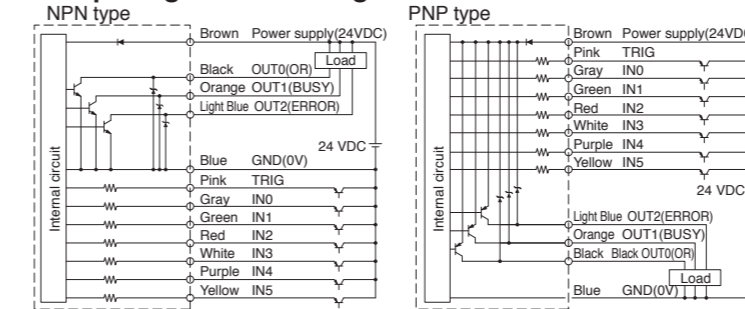 NPN type
Brown Power supply(24VDC)
Load
Black OUT0(OR)
Orange OUT1(BUSY)
Light Blue OUT2(ERROR)
24 VDC
Internal circuit
Blue GND(0V)
Pink TRIG
Gray IN0
Green IN1
Red IN2
White IN3
Purple IN4
Yellow IN5
PNP type
Brown Power supply(24VD
Pink TRIG
Gray IN0
Green IN1
Red IN2
White IN3
Purple IN4
Yellow IN5
24 VDC
Internal circuit
Light Blue OUT2(ERROR)
Orange OUT1(BUSY)
Black Black OUT0(OR)
Load
Blue GND(0V)